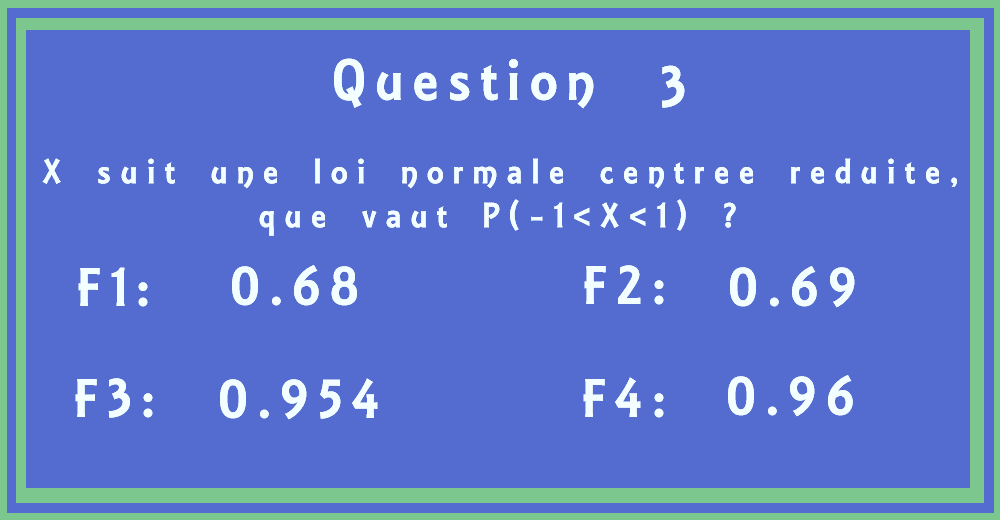 Question 3
X suit une loi normale centree reduite,
que vaut P(-1<X<1) ?
F1: 0.68 F2: 0.69
F3: 0.954 F4: 0.96